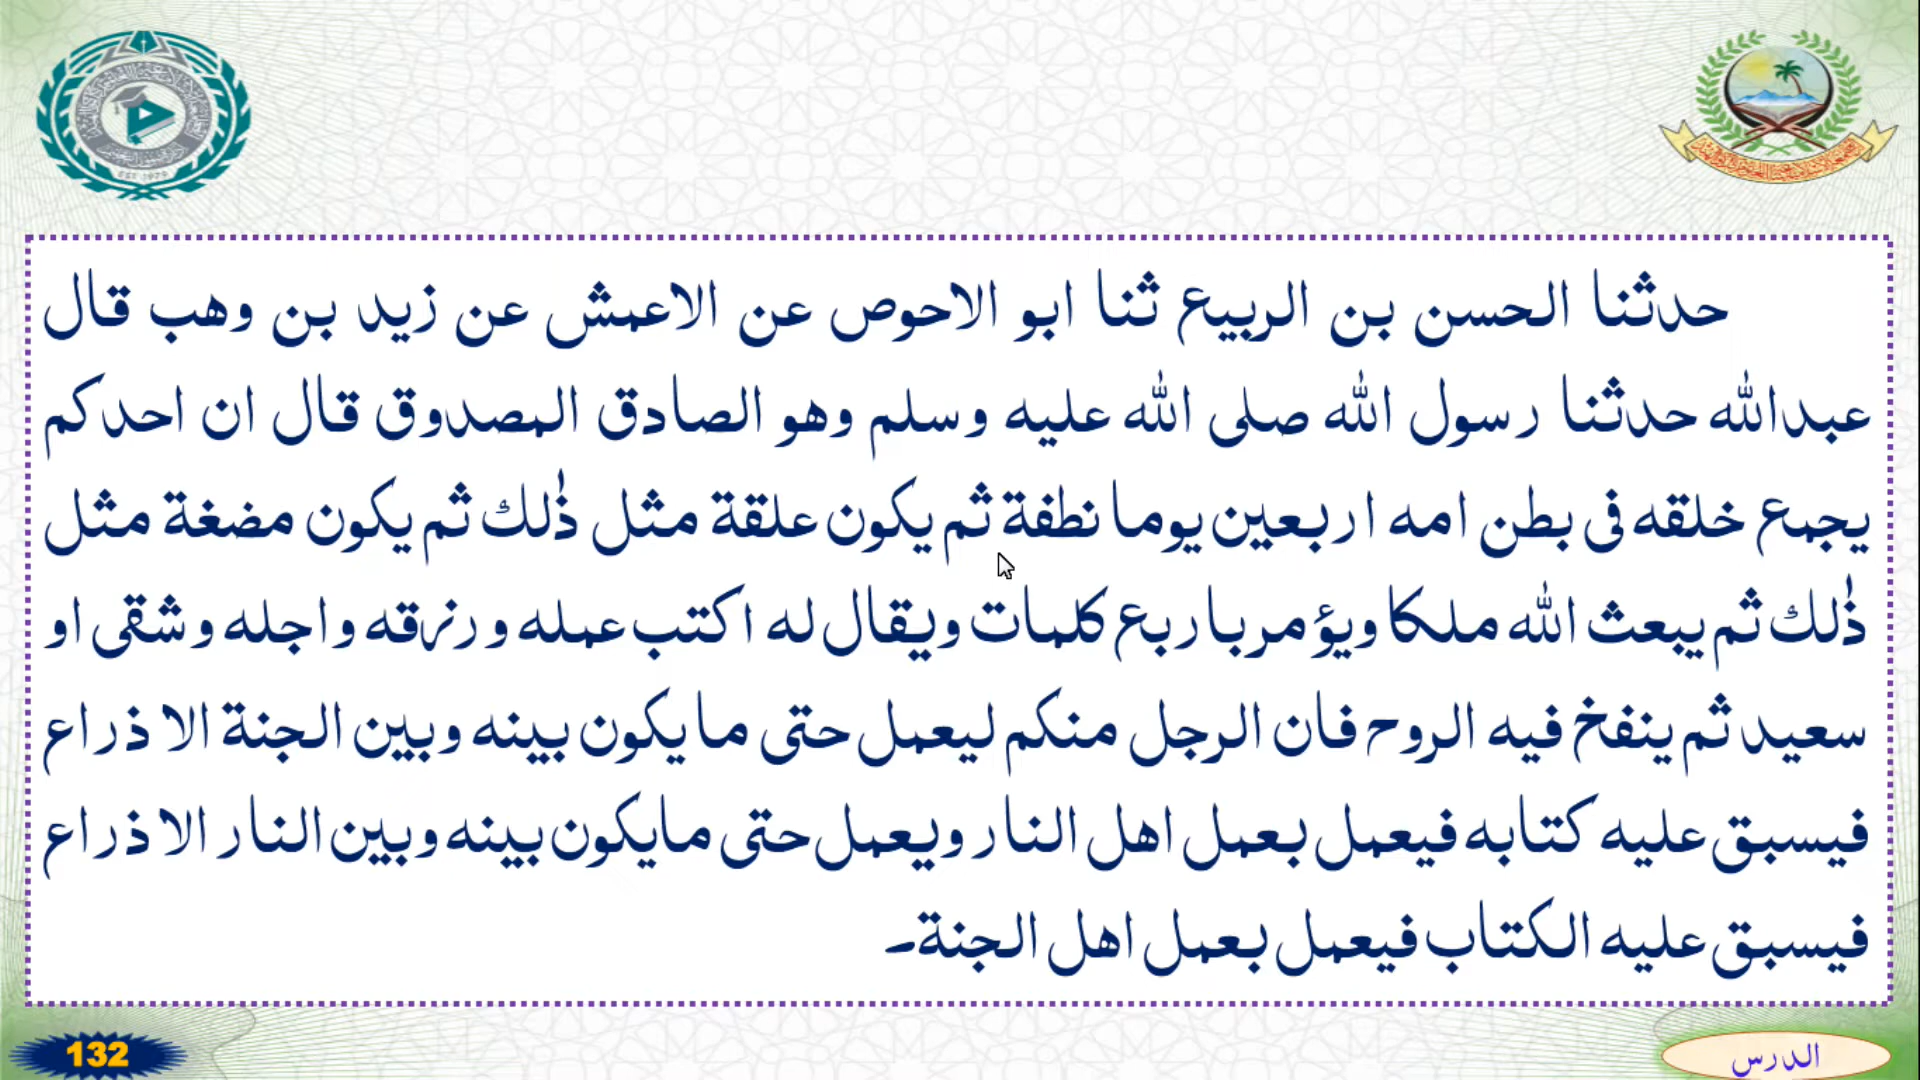 حدثنا الحسن بن الربيع ثنا ابو الاحوص عن الاعمش عن زيد بن وهب قال
عبدالله حدثنا رسول الله صلى الله عليه وسلم وهو الصادق المصدوق قال ان احدكم
يجمع خلقه فى بطن امه اربعين يوما نطفة ثم يكون علقة مثل ذٰلك ثم يكون مضغة مثل
ذٰلك ثم يبعث الله ملكا ويؤمر باربع كلمات ويقال له اكتب عمله ورزقه واجله وشقى او
سعيد ثم ينفخ فيه الروح فان الرجل منكم ليعمل حتى ما يكون بينه وبين الجنة الا ذراع
فيسبق عليه كتابه فيعمل بعمل اهل النار ويعمل حتى مايكون بينه وبين النار الا ذراع
فيسبق عليه الكتاب فيعمل بعمل اهل الجنة۔
132
الدرس